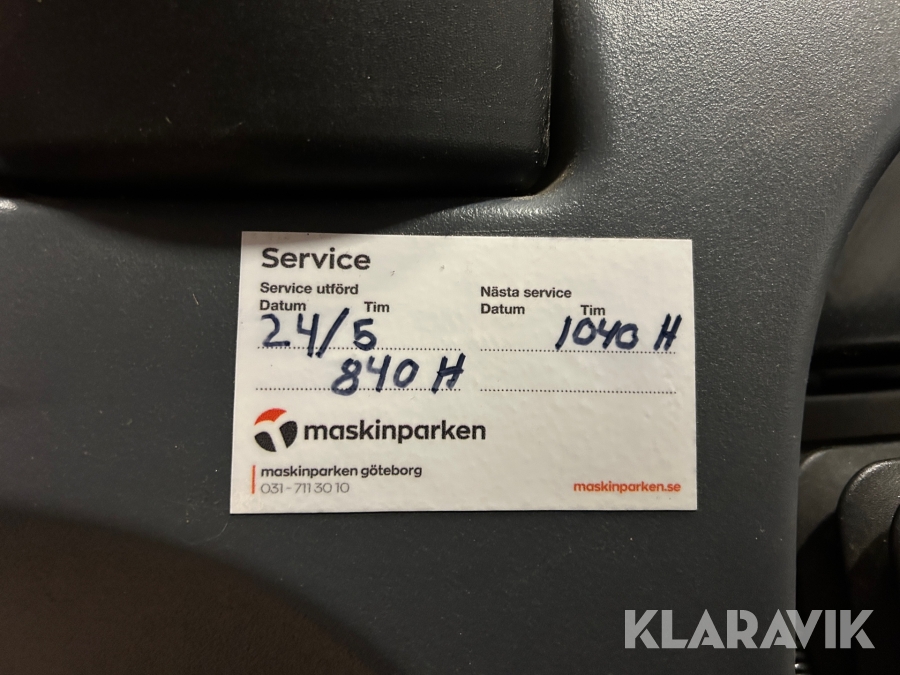 Service
Service utförd
Datum Tim
24/5
840 H
Nästa service
Datum Tim
1040 H
maskinparken
maskinparken göteborg
031-711 30 10
maskinparken.se
KLARAVIK